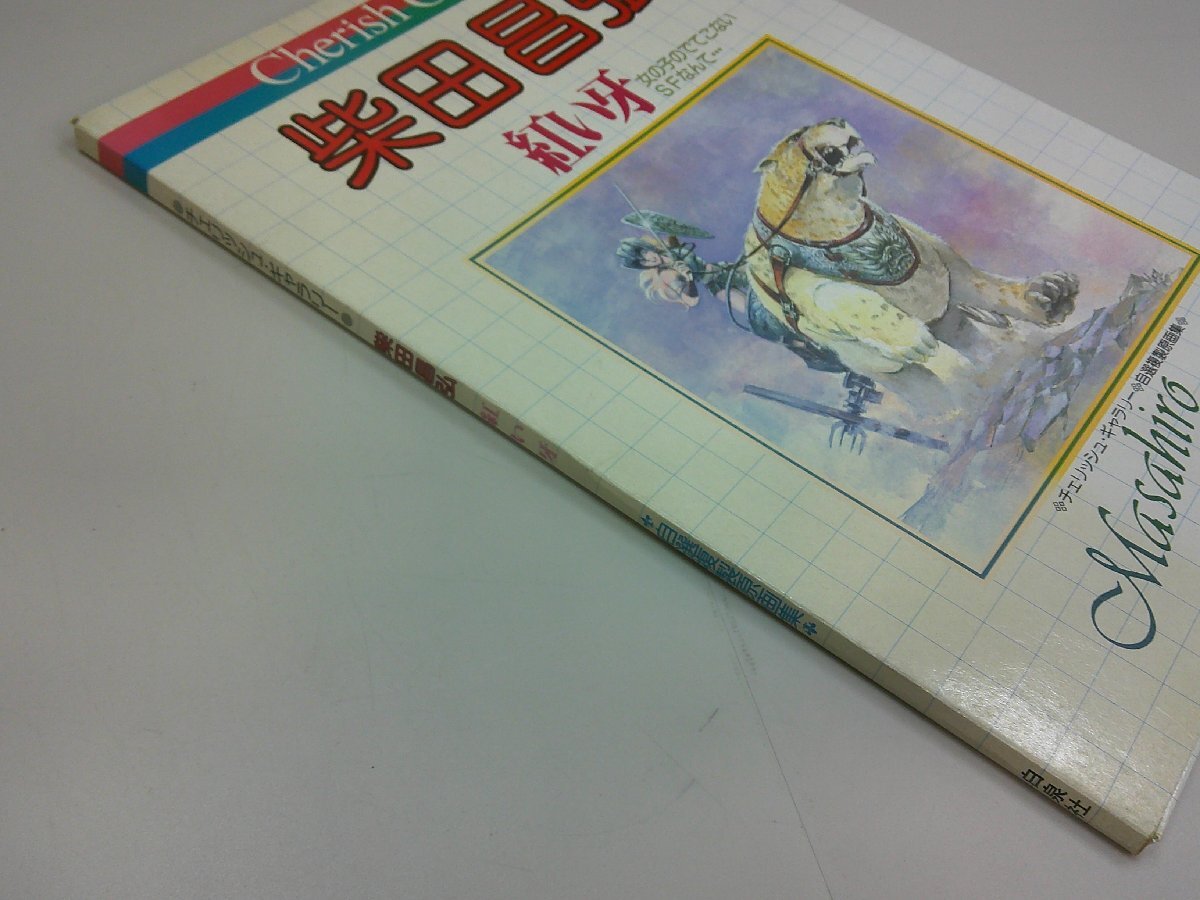 Cherish
柴田昌弘
紅い牙
女の子のでてこない
SFなんて…
チェリッシュ・ギャラリー 自選複製原画集
Masahiro
チェリッシュ・ギャラリー
柴田昌弘
紅い牙
自選複製原画集
白泉社